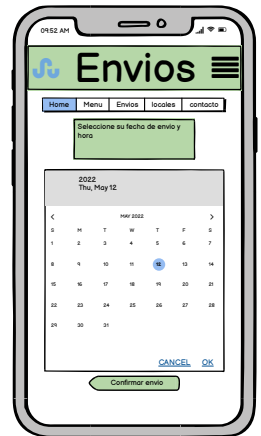 09:52 AM
Envios
Home Menu Envios locales contacto
Seleccione su fecha de envio y
hora
2022
Thu, May 12
< MAY 2022 >
S M T W T F S
1 2 3 4 5 6 7
8 9 10 11 12 13 14
15 16 17 18 19 20 21
22 23 24 25 26 27 28
29 30 31
CANCEL OK
Confirmar envio